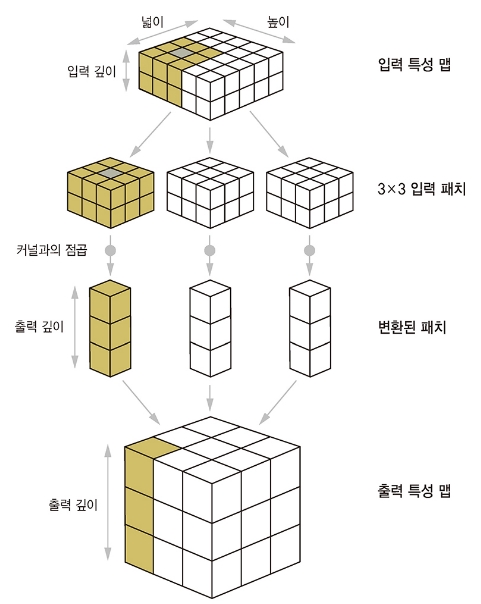 넓이
높이
입력 깊이
입력 특성 맵
3×3 입력 패치
커널과의 점곱
출력 깊이
변환된 패치
출력 깊이
출력 특성 맵